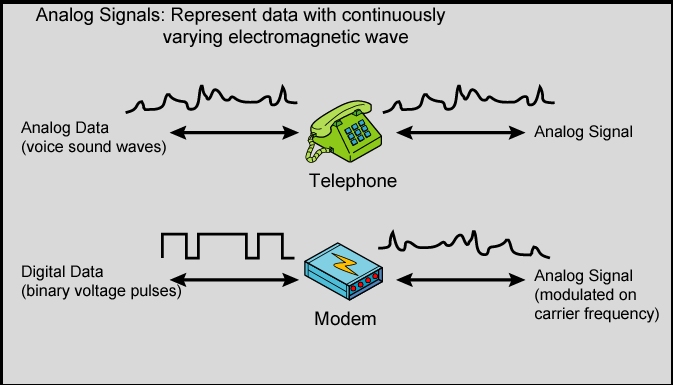 Analog Signals: Represent data with continuously
varying electromagnetic wave
Analog Data
(voice sound waves)
Telephone
Analog Signal
Digital Data
(binary voltage pulses)
Modem
Analog Signal
(modulated on
carrier frequency)